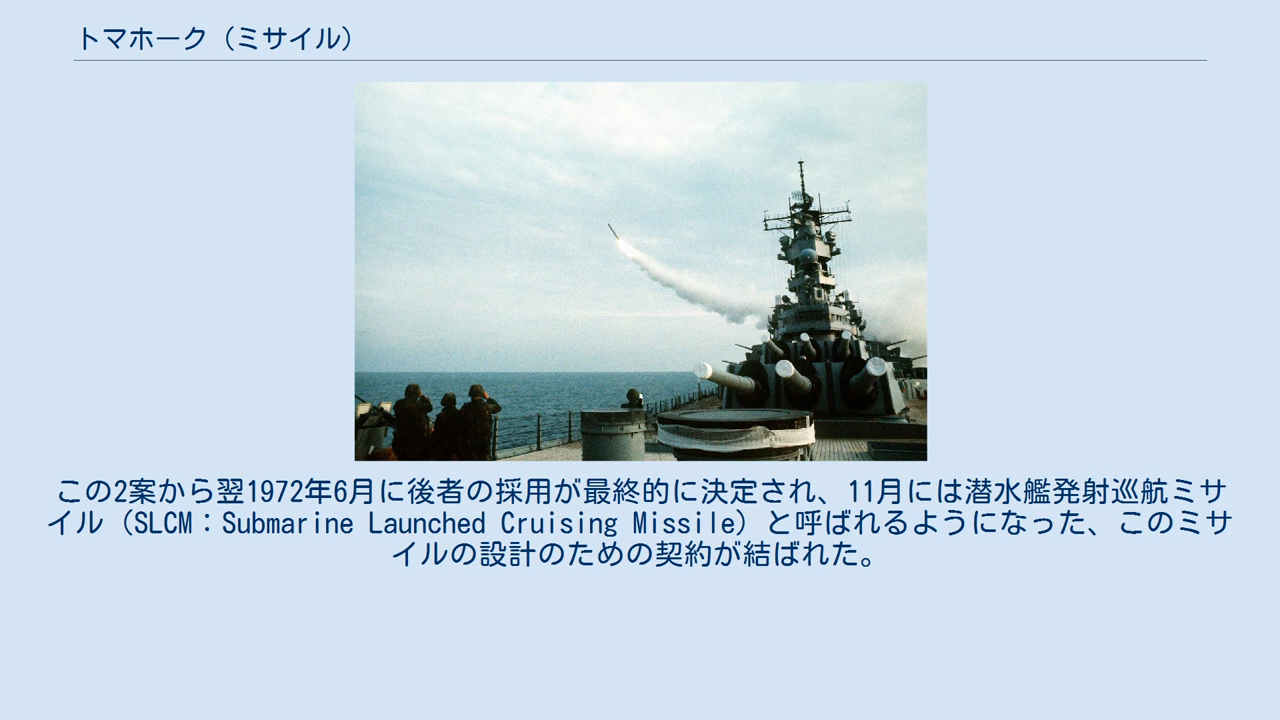 トマホーク（ミサイル）
この2案から翌1972年6月に後者の採用が最終的に決定され、11月には潜水艦発射巡航ミサ
イル（SLCM：Submarine Launched Cruising Missile）と呼ばれるようになった、このミサ
イルの設計のための契約が結ばれた。